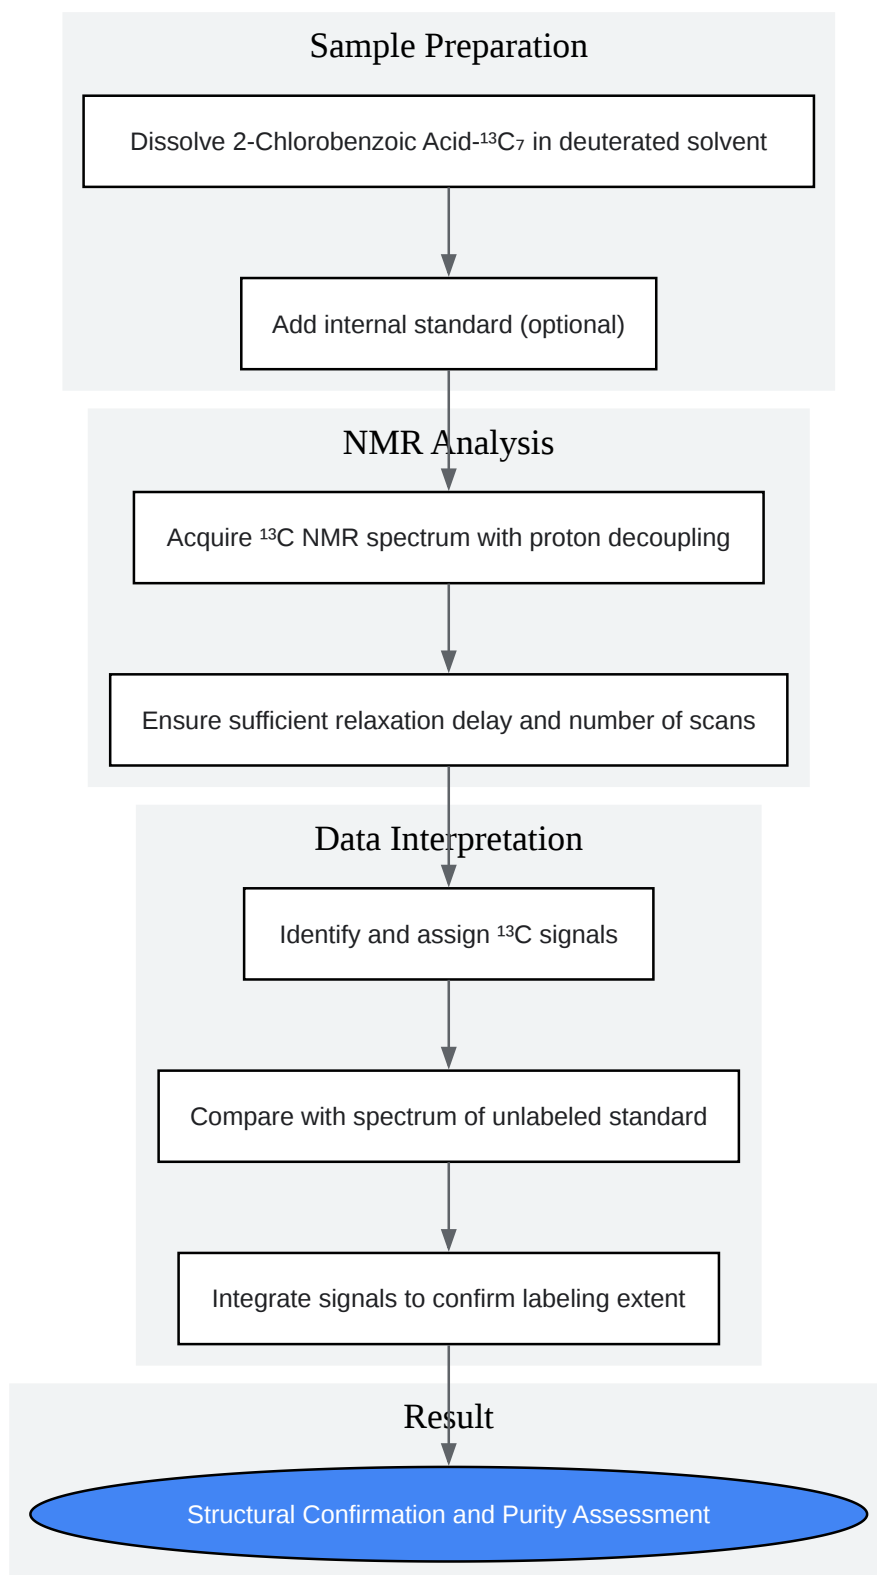 Sample Preparation
Dissolve 2-Chlorobenzoic Acid-¹³C₇ in deuterated solvent
Add internal standard (optional)
NMR Analysis
Acquire ¹³C NMR spectrum with proton decoupling
Ensure sufficient relaxation delay and number of scans
Data Interpretation
Identify and assign ¹³C signals
Compare with spectrum of unlabeled standard
Integrate signals to confirm labeling extent
Result
Structural Confirmation and Purity Assessment